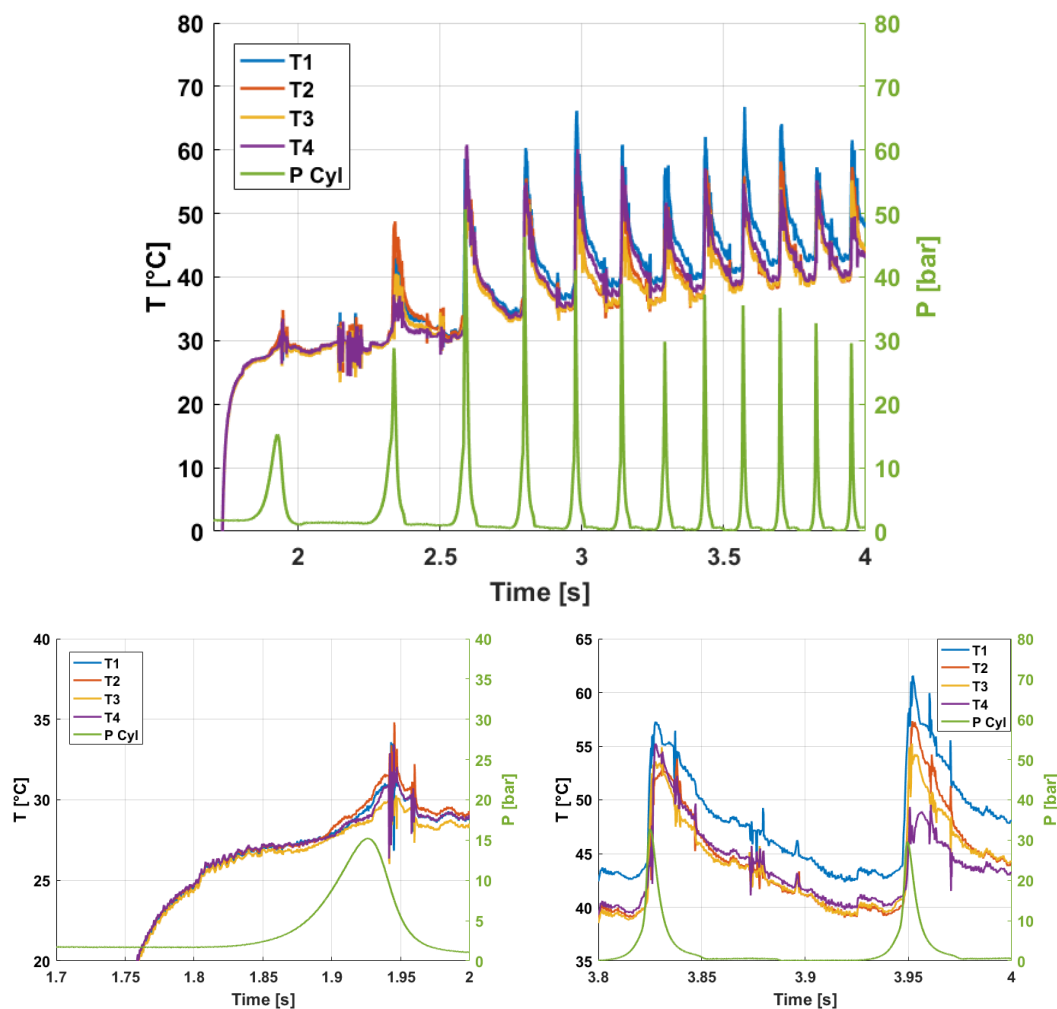 80
70
60
50
40
30
20
10
0
T [°C]
T1
T2
T3
T4
P Cyl
80
70
60
50
40
30
20
10
0
P [bar]
2
2.5
3
3.5
4
Time [s]
40
35
30
25
20
T [°C]
T1
T2
T3
T4
P Cyl
40
35
30
25
20
15
10
5
0
P [bar]
1.7
1.75
1.8
1.85
1.9
1.95
2
Time [s]
65
60
55
50
45
40
35
T [°C]
T1
T2
T3
T4
P Cyl
80
70
60
50
40
30
20
10
0
P [bar]
3.8
3.85
3.9
3.95
4
Time [s]